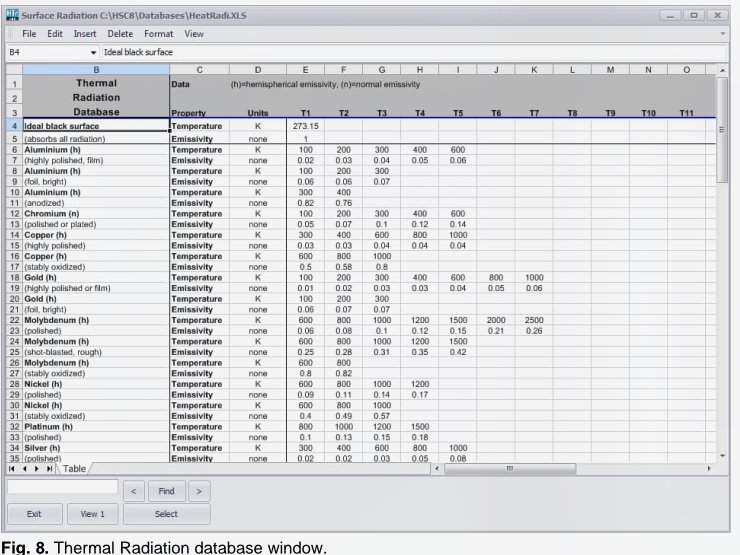 Surface Radiation C:\HSC8\Databases\HeatRadi.XLS
File Edit Insert Delete Format View
B4 Ideal black surface
B C D E F G H I J K L M N O
1 Thermal Data (h)=hemispherical emissivity, (n)=normal emissivity
2 Radiation
3 Database Property Units T1 T2 T3 T4 T5 T6 T7 T8 T9 T10 T11
4 Ideal black surface Temperature K 273.15
5 (absorbs all radiation) Emissivity none 1
6 Aluminium (h) Temperature K 100 200 300 400 600
7 (highly polished, film) Emissivity none 0.02 0.03 0.04 0.05 0.06
8 Aluminium (h) Temperature K 100 200 300
9 (foil, bright) Emissivity none 0.06 0.06 0.07
10 Aluminium (h) Temperature K 300 400
11 (anodized) Emissivity none 0.82 0.76
12 Chromium (n) Temperature K 100 200 300 400 600
13 (polished or plated) Emissivity none 0.05 0.07 0.1 0.12 0.14
14 Copper (h) Temperature K 300 400 600 800 1000
15 (highly polished) Emissivity none 0.03 0.03 0.04 0.04 0.04
16 Copper (h) Temperature K 600 800 1000
17 (stably oxidized) Emissivity none 0.5 0.58 0.8
18 Gold (h) Temperature K 100 200 300 400 600 800 1000
19 (highly polished or film) Emissivity none 0.01 0.02 0.03 0.03 0.04 0.05 0.06
20 Gold (h) Temperature K 100 200 300
21 (foil, bright) Emissivity none 0.06 0.07 0.07
22 Molybdenum (h) Temperature K 600 800 1000 1200 1500 2000 2500
23 (polished) Emissivity none 0.06 0.08 0.1 0.12 0.15 0.21 0.26
24 Molybdenum (h) Temperature K 600 800 1000 1200 1500
25 (shot-blasted, rough) Emissivity none 0.25 0.28 0.31 0.35 0.42
26 Molybdenum (h) Temperature K 600 800
27 (stably oxidized) Emissivity none 0.8 0.82
28 Nickel (h) Temperature K 600 800 1000 1200
29 (polished) Emissivity none 0.09 0.11 0.14 0.17
30 Nickel (h) Temperature K 600 800 1000
31 (stably oxidized) Emissivity none 0.4 0.49 0.57
32 Platinum (h) Temperature K 800 1000 1200 1500
33 (polished) Emissivity none 0.1 0.13 0.15 0.18
34 Silver (h) Temperature K 300 400 600 800 1000
35 (polished) Emissivity none 0.02 0.02 0.03 0.05 0.08
Table
< Find >
Exit View 1 Select
Fig. 8. Thermal Radiation database window.